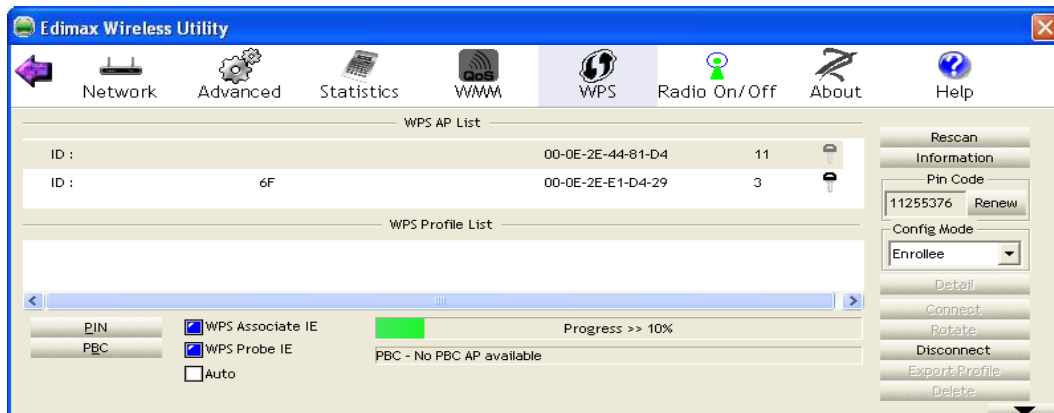 Edimax Wireless Utility
Network Advanced Statistics WMM WPS Radio On/Off About Help
QoS
WPS AP List
ID : 00-0E-2E-44-81-D4 11
ID : 6F 00-0E-2E-E1-D4-29 3
WPS Profile List
Rescan
Information
Pin Code
11255376 Renew
Config Mode
Enrollee
Detail
Connect
Rotate
Disconnect
Export Profile
Delete
PIN WPS Associate IE Progress >> 10%
PBC WPS Probe IE PBC - No PBC AP available
Auto